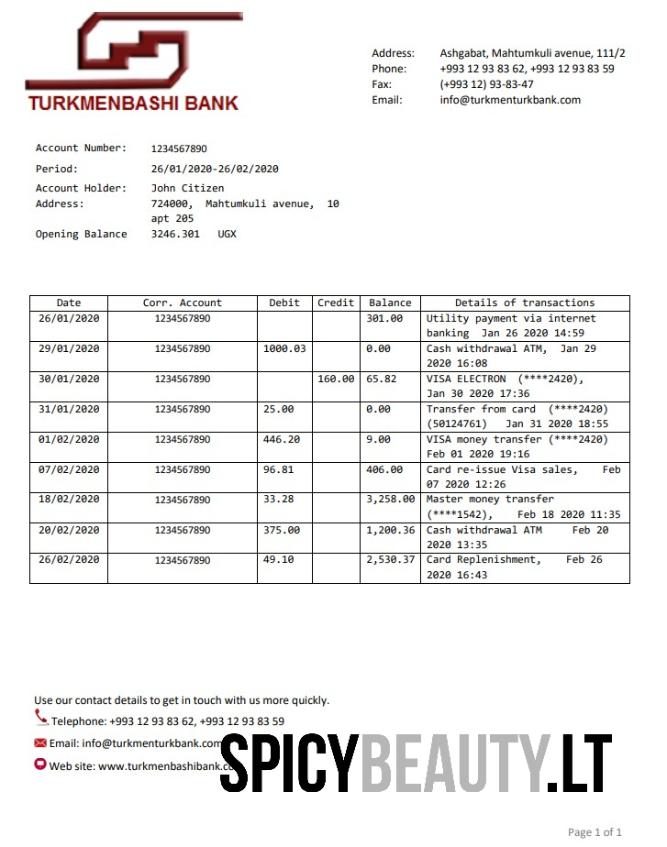 TURKMENBASHI BANK
Address: Ashgabat, Mahtumkuli avenue, 111/2
Phone: +993 12 93 83 62, +993 12 93 83 59
Fax: (+993 12) 93-83-47
Email: info@turkmenturkbank.com
Account Number: 1234567890
Period: 26/01/2020-26/02/2020
Account Holder: John Citizen
Address: 724000, Mahtumkuli avenue, 10
apt 205
Opening Balance 3246.301 UGX
Date Corr. Account Debit Credit Balance Details of transactions
26/01/2020 1234567890 301.00 Utility payment via internet
banking Jan 26 2020 14:59
29/01/2020 1234567890 1000.03 0.00 Cash withdrawal ATM, Jan 29
2020 16:08
30/01/2020 1234567890 160.00 65.82 VISA ELECTRON (****2420),
Jan 30 2020 17:36
31/01/2020 1234567890 25.00 0.00 Transfer from card (****2420)
(50124761) Jan 31 2020 18:55
01/02/2020 1234567890 446.20 9.00 VISA money transfer (****2420)
Feb 01 2020 19:16
07/02/2020 1234567890 96.81 406.00 Card re-issue Visa sales, Feb
07 2020 12:26
18/02/2020 1234567890 33.28 3,258.00 Master money transfer
(****1542), Feb 18 2020 11:35
20/02/2020 1234567890 375.00 1,200.36 Cash withdrawal ATM Feb 20
2020 13:35
26/02/2020 1234567890 49.10 2,530.37 Card Replenishment, Feb 26
2020 16:43
Use our contact details to get in touch with us more quickly.
Telephone: +993 12 93 83 62, +993 12 93 83 59
Email: info@turkmenturkbank.com
Web site: www.turkmenbashibank.co
SPICYBEAUTY.LT
Page 1 of 1